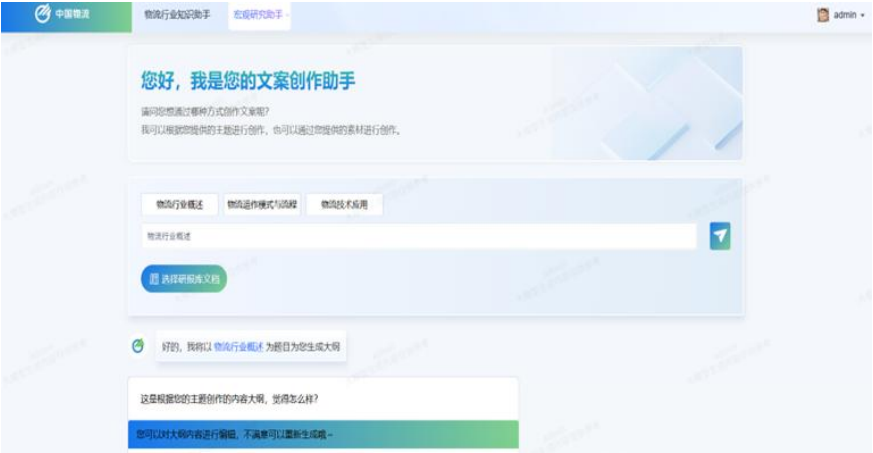 中国物流
物流行业知识助手
宏观研究助手
admin
您好，我是您的文案创作助手
请问您想通过哪种方式创作文案呢?
我可以根据您提供的主题进行创作，也可以通过您提供的素材进行创作。
物流行业概述
物流运作模式与流程
物流技术应用
物流行业概述
选择研报库文档
好的，我将以 物流行业概述 为题目为您生成大纲
这是根据您的主题创作的内容大纲，觉得怎么样?
您可以对大纲内容进行编辑，不满意可以重新生成哦~